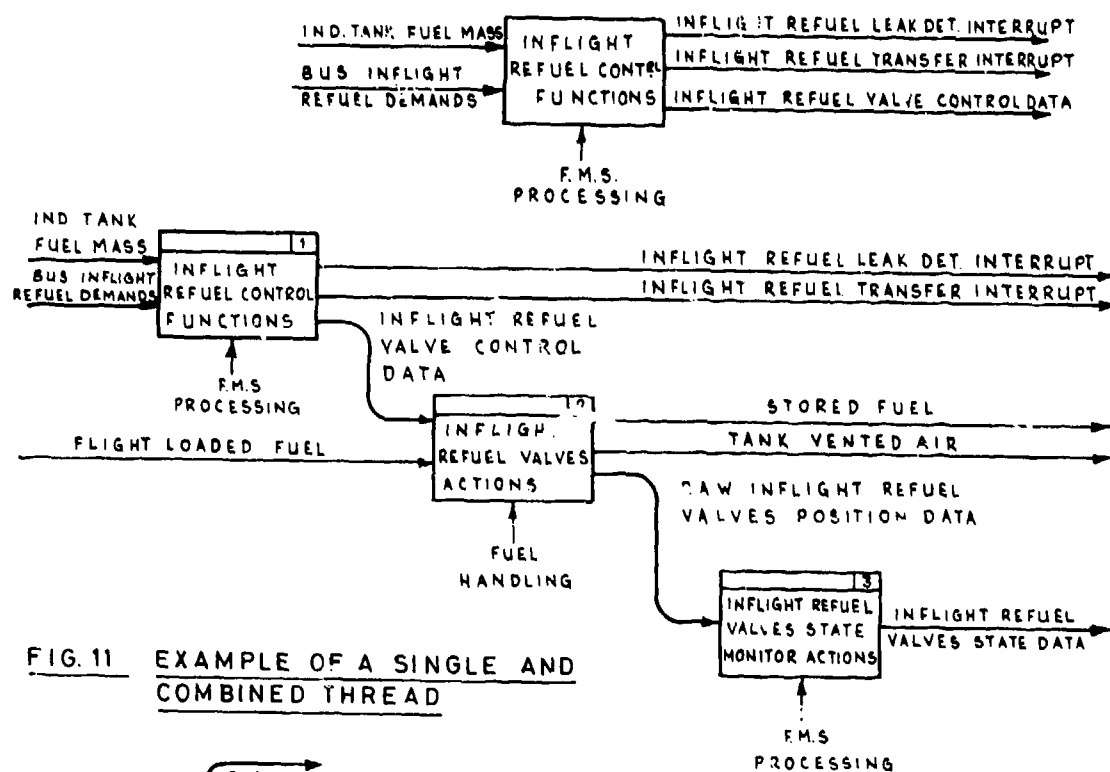 IND. TANK FUEL MASS
BUS INFLIGHT
REFUEL DEMANDS
INFLIGHT
REFUEL CONTRL
FUNCTIONS
INFLIGHT REFUEL LEAK DET. INTERRUPT
INFLIGHT REFUEL TRANSFER INTERRUPT
INFLIGHT REFUEL VALVE CONTROL DATA
F.M.S.
PROCESSING
IND TANK
FUEL MASS
BUS INFLIGHT
REFUEL DEMANDS
1
INFLIGHT
REFUEL CONTROL
FUNCTIONS
INFLIGHT REFUEL LEAK DET. INTERRUPT
INFLIGHT REFUEL TRANSFER INTERRUPT
INFLIGHT REFUEL
VALVE CONTROL
DATA
F.M.S
PROCESSING
FLIGHT LOADED FUEL
2
INFLIGH.
REFUEL VALVES
ACTIONS
STORED FUEL
TANK VENTED AIR
RAW INFLIGHT REFUEL
VALVES POSITION DATA
FUEL
HANDLING
3
INFLIGHT REFUEL
VALVES STATE
MONITOR ACTIONS
INFLIGHT REFUEL
VALVES STATE DATA
F.M.S
PROCESSING
FIG. 11 EXAMPLE OF A SINGLE AND
COMBINED THREAD